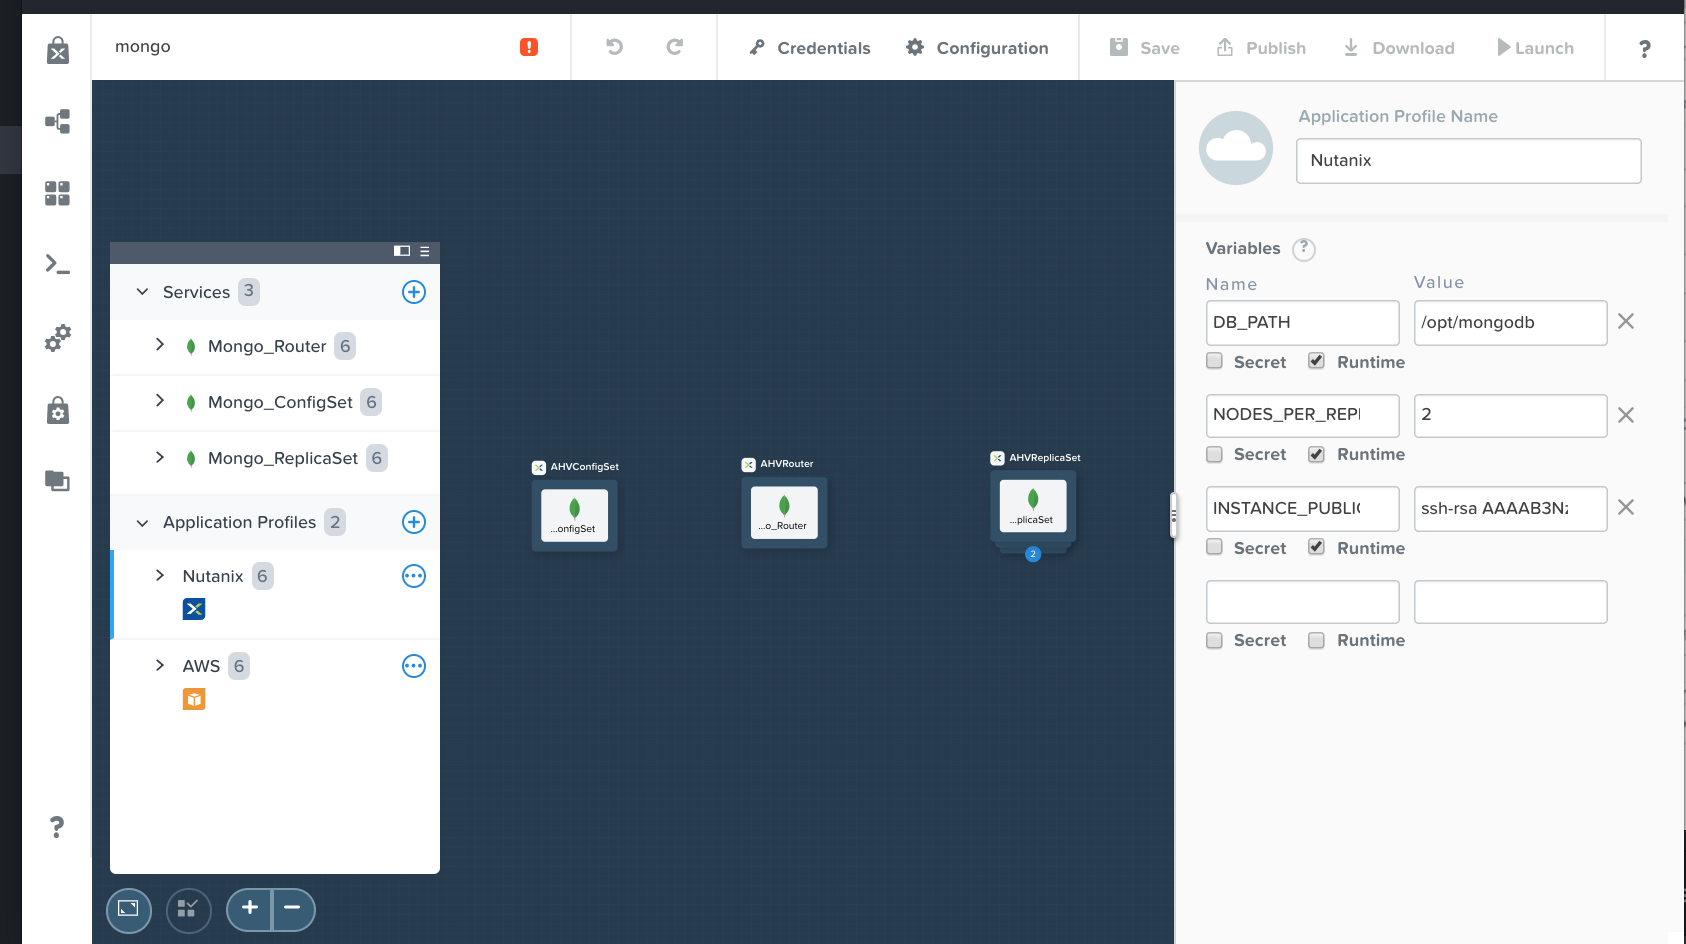 mongo
Credentials
Configuration
Save
Publish
Download
Launch
?
Application Profile Name
Nutanix
Variables ?
Name Value
DB_PATH /opt/mongodb
Secret Runtime
NODES_PER_REPI 2
Secret Runtime
INSTANCE_PUBLIC ssh-rsa AAAAB3Nz
Secret Runtime
Secret Runtime
Services 3
Mongo_Router 6
Mongo_ConfigSet 6
Mongo_ReplicaSet 6
Application Profiles 2
Nutanix 6
AWS 6
AHVConfigSet
...onfigSet
AHVRouter
...o_Router
AHVReplicaSet
...plicaSet
2
?